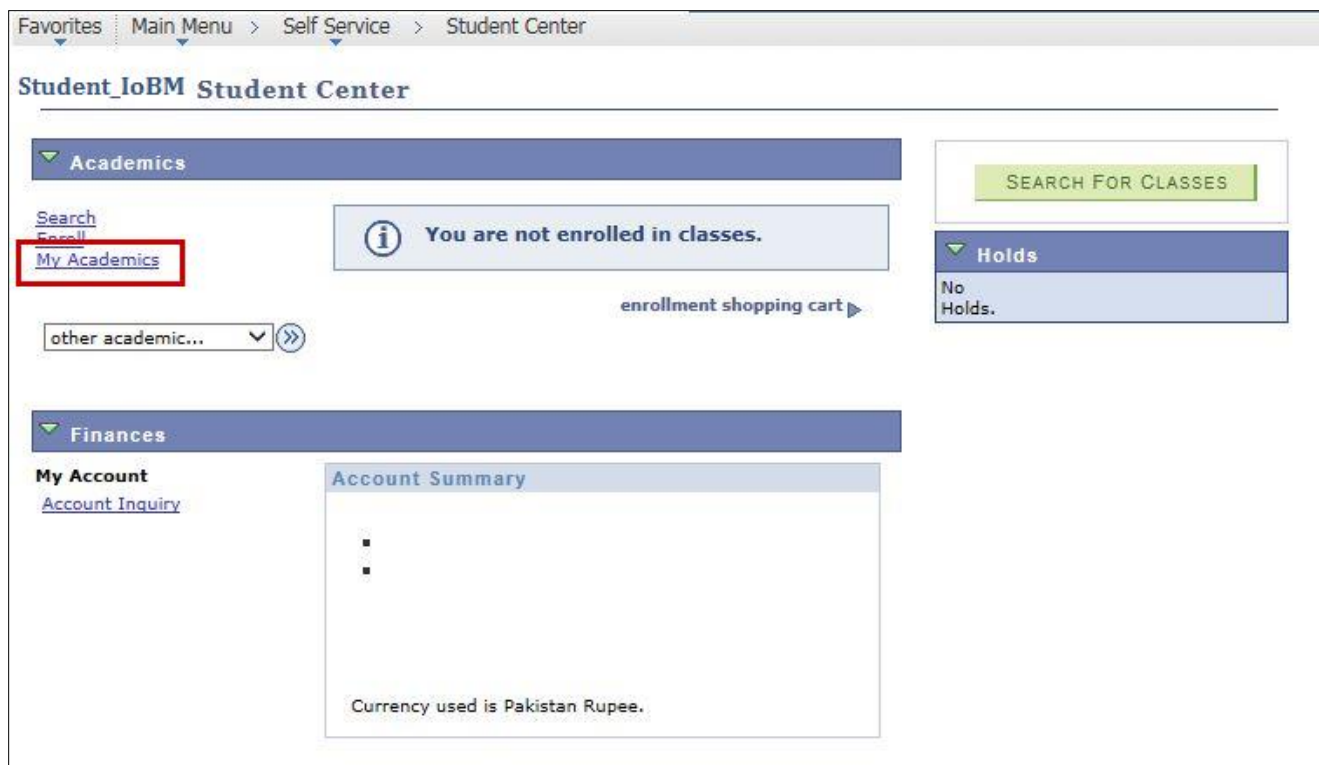 Favorites Main Menu > Self Service > Student Center
Student_IoBM Student Center
Academics
Search
Enroll
My Academics
You are not enrolled in classes.
enrollment shopping cart
other academic...
Finances
My Account
Account Inquiry
Account Summary
Currency used is Pakistan Rupee.
SEARCH FOR CLASSES
Holds
No
Holds.